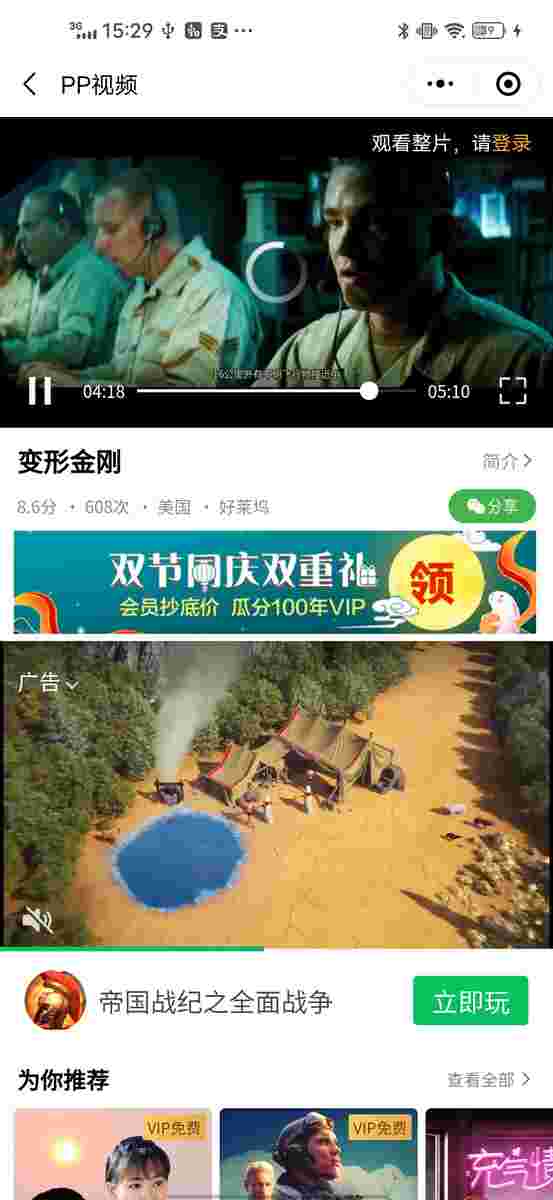 3G 15:29
PP视频
观看整片，请登录
04:18
05:10
变形金刚
简介
8.6分 · 608次 · 美国 · 好莱坞
分享
双节同庆双重礼
会员抄底价 瓜分100年VIP
领
广告
帝国战纪之全面战争
立即玩
为你推荐
查看全部
VIP免费
VIP免费